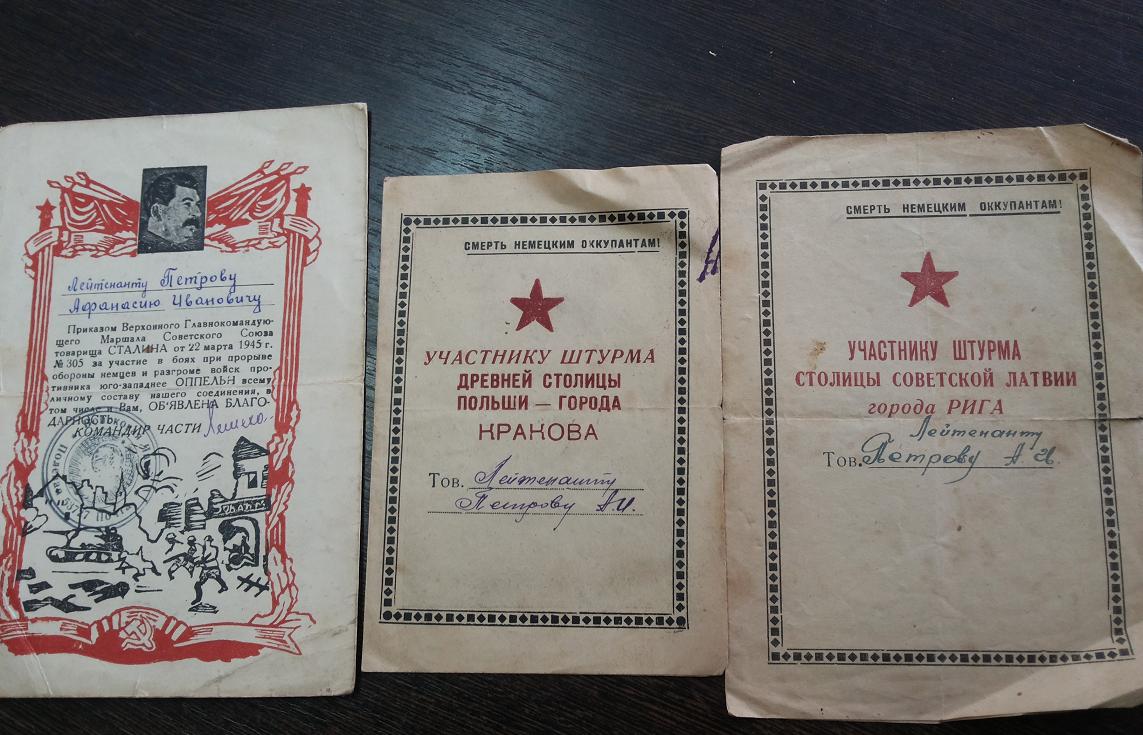 Лейтенанту Петрову
Афанасию Ивановичу
Приказом Верховного Главнокомандую-
щего Маршала Советского Союза
товарища СТАЛИНА от 22 марта 1945 г.
№ 305 за участие в боях при прорыве
обороны немцев и разгроме войск про-
тивника юго-западнее ОППЕЛЬН всему
личному составу нашего соединения, в
том числе и Вам, ОБ'ЯВЛЕНА БЛАГО-
ДАРНОСТЬ
КОМАНДИР ЧАСТИ
СМЕРТЬ НЕМЕЦКИМ ОККУПАНТАМ!
УЧАСТНИКУ ШТУРМА
ДРЕВНЕЙ СТОЛИЦЫ
ПОЛЬШИ — ГОРОДА
КРАКОВА
Тов. Лейтенанту
Петрову А.И.
СМЕРТЬ НЕМЕЦКИМ ОККУПАНТАМ!
УЧАСТНИКУ ШТУРМА
СТОЛИЦЫ СОВЕТСКОЙ ЛАТВИИ
города РИГА
Лейтенанту
Тов. Петрову А. И.